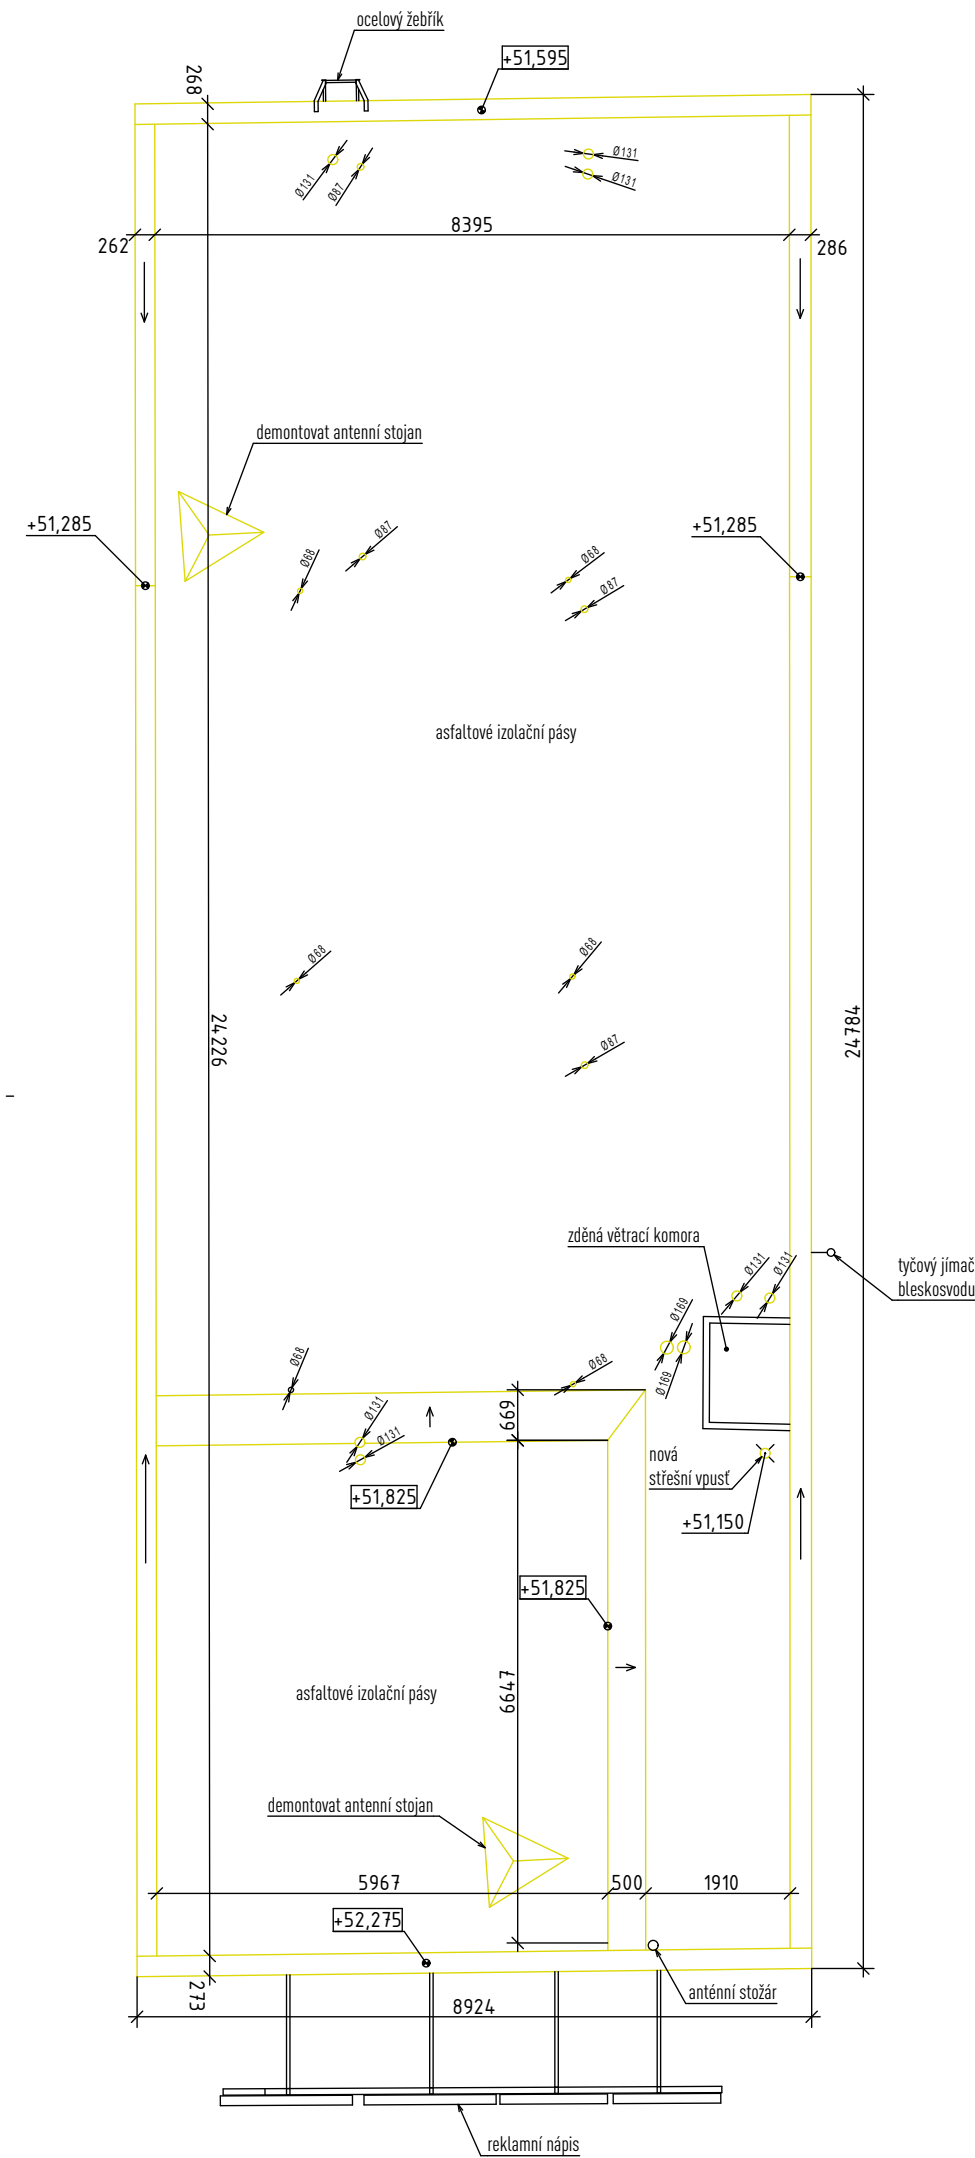 ocelový žebřík
+51,595
268
Ø131
Ø87
Ø131
Ø131
262
8395
286
demontovat antenní stojan
+51,285
+51,285
Ø68
Ø87
Ø68
Ø87
asfaltové izolační pásy
Ø68
Ø68
Ø87
24226
24784
zděná větrací komora
tyčový jímač
bleskosvodu
Ø131
Ø131
Ø169
Ø169
Ø68
Ø68
669
Ø131
Ø131
nová
střešní vpusť
+51,825
+51,150
+51,825
6647
asfaltové izolační pásy
demontovat antenní stojan
5967
500
1910
+52,275
anténní stožár
273
8924
reklamní nápis